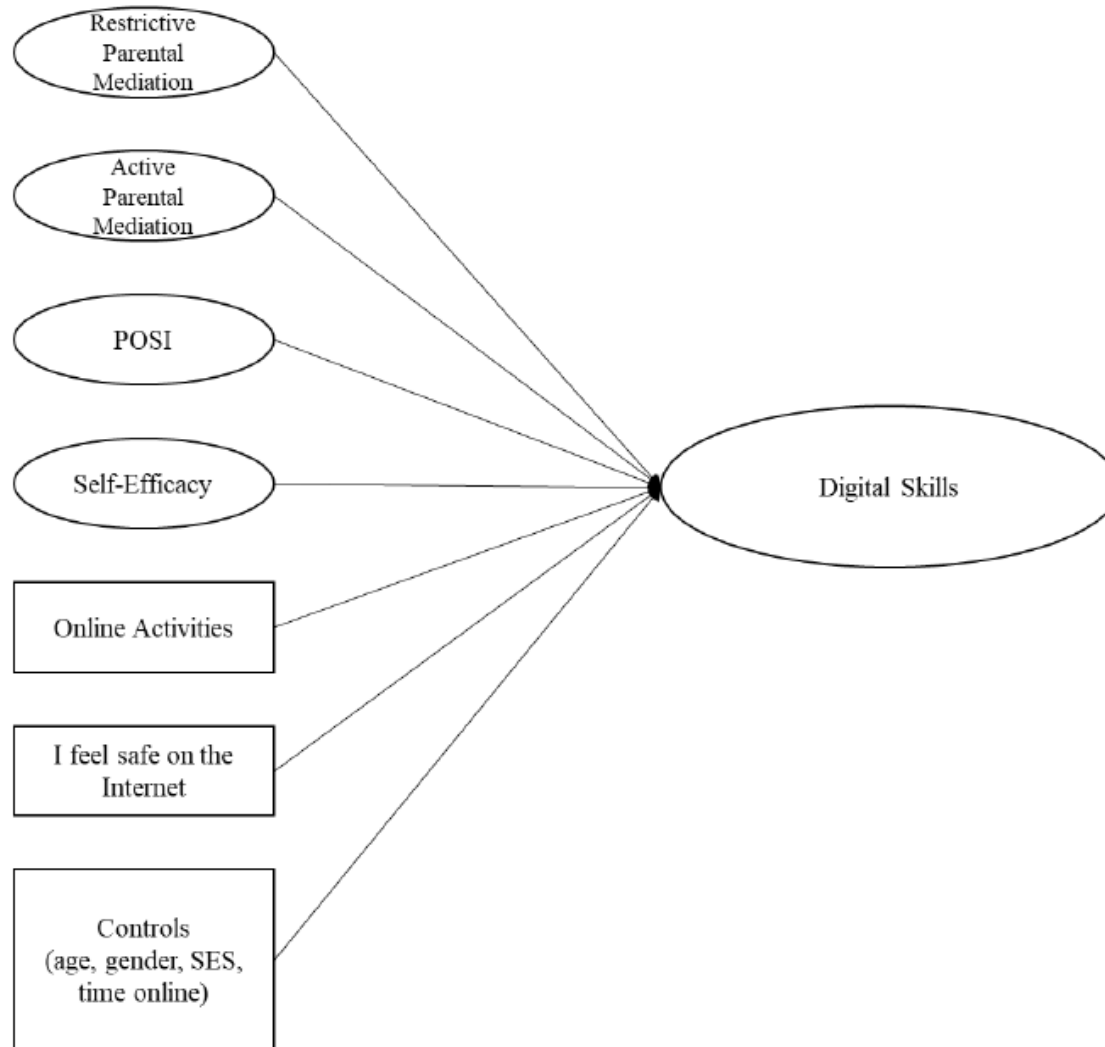 Restrictive
Parental
Mediation
Active
Parental
Mediation
POSI
Self-Efficacy
Digital Skills
Online Activities
I feel safe on the
Internet
Controls
(age, gender, SES,
time online)